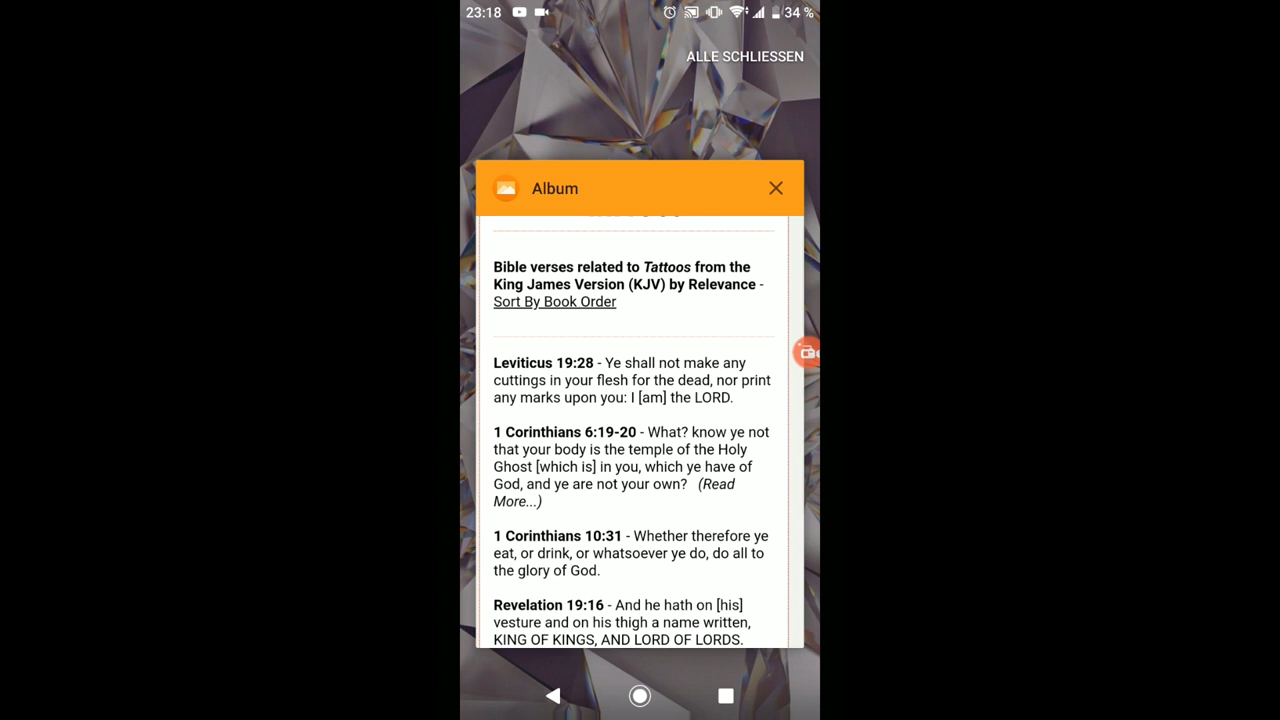 23:18
34 %
ALLE SCHLIESSEN
Album
Bible verses related to Tattoos from the
King James Version (KJV) by Relevance -
Sort By Book Order
Leviticus 19:28 - Ye shall not make any
cuttings in your flesh for the dead, nor print
any marks upon you: I [am] the LORD.
1 Corinthians 6:19-20 - What? know ye not
that your body is the temple of the Holy
Ghost [which is] in you, which ye have of
God, and ye are not your own? (Read
More...)
1 Corinthians 10:31 - Whether therefore ye
eat, or drink, or whatsoever ye do, do all to
the glory of God.
Revelation 19:16 - And he hath on [his]
vesture and on his thigh a name written,
KING OF KINGS, AND LORD OF LORDS.